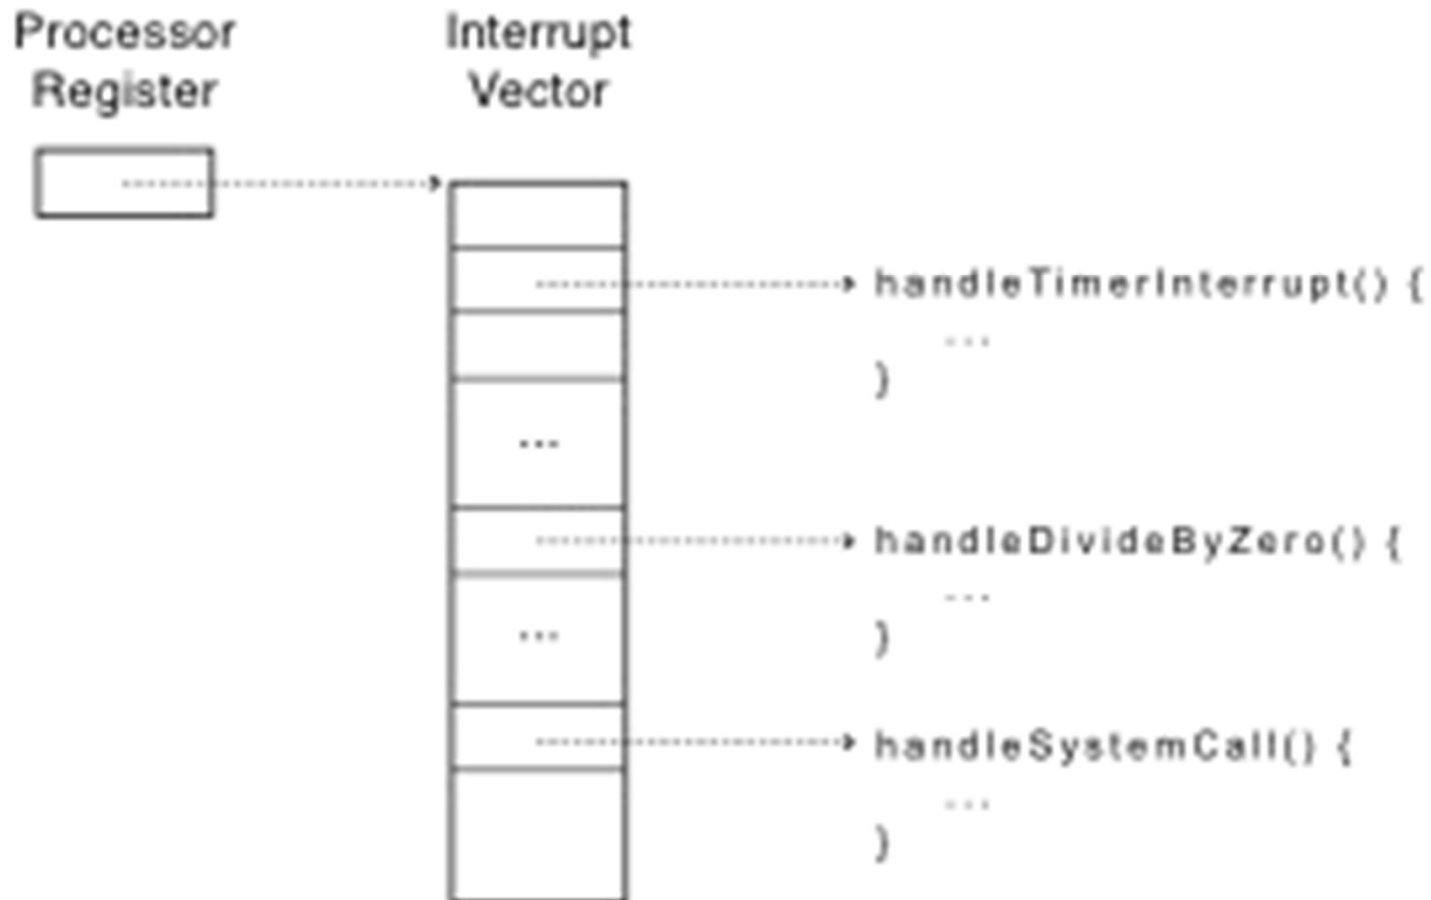 Processor
Register
Interrupt
Vector
handleTimerInterrupt() {
...
}
...
handleDivideByZero() {
...
}
...
handleSystemCall() {
...
}